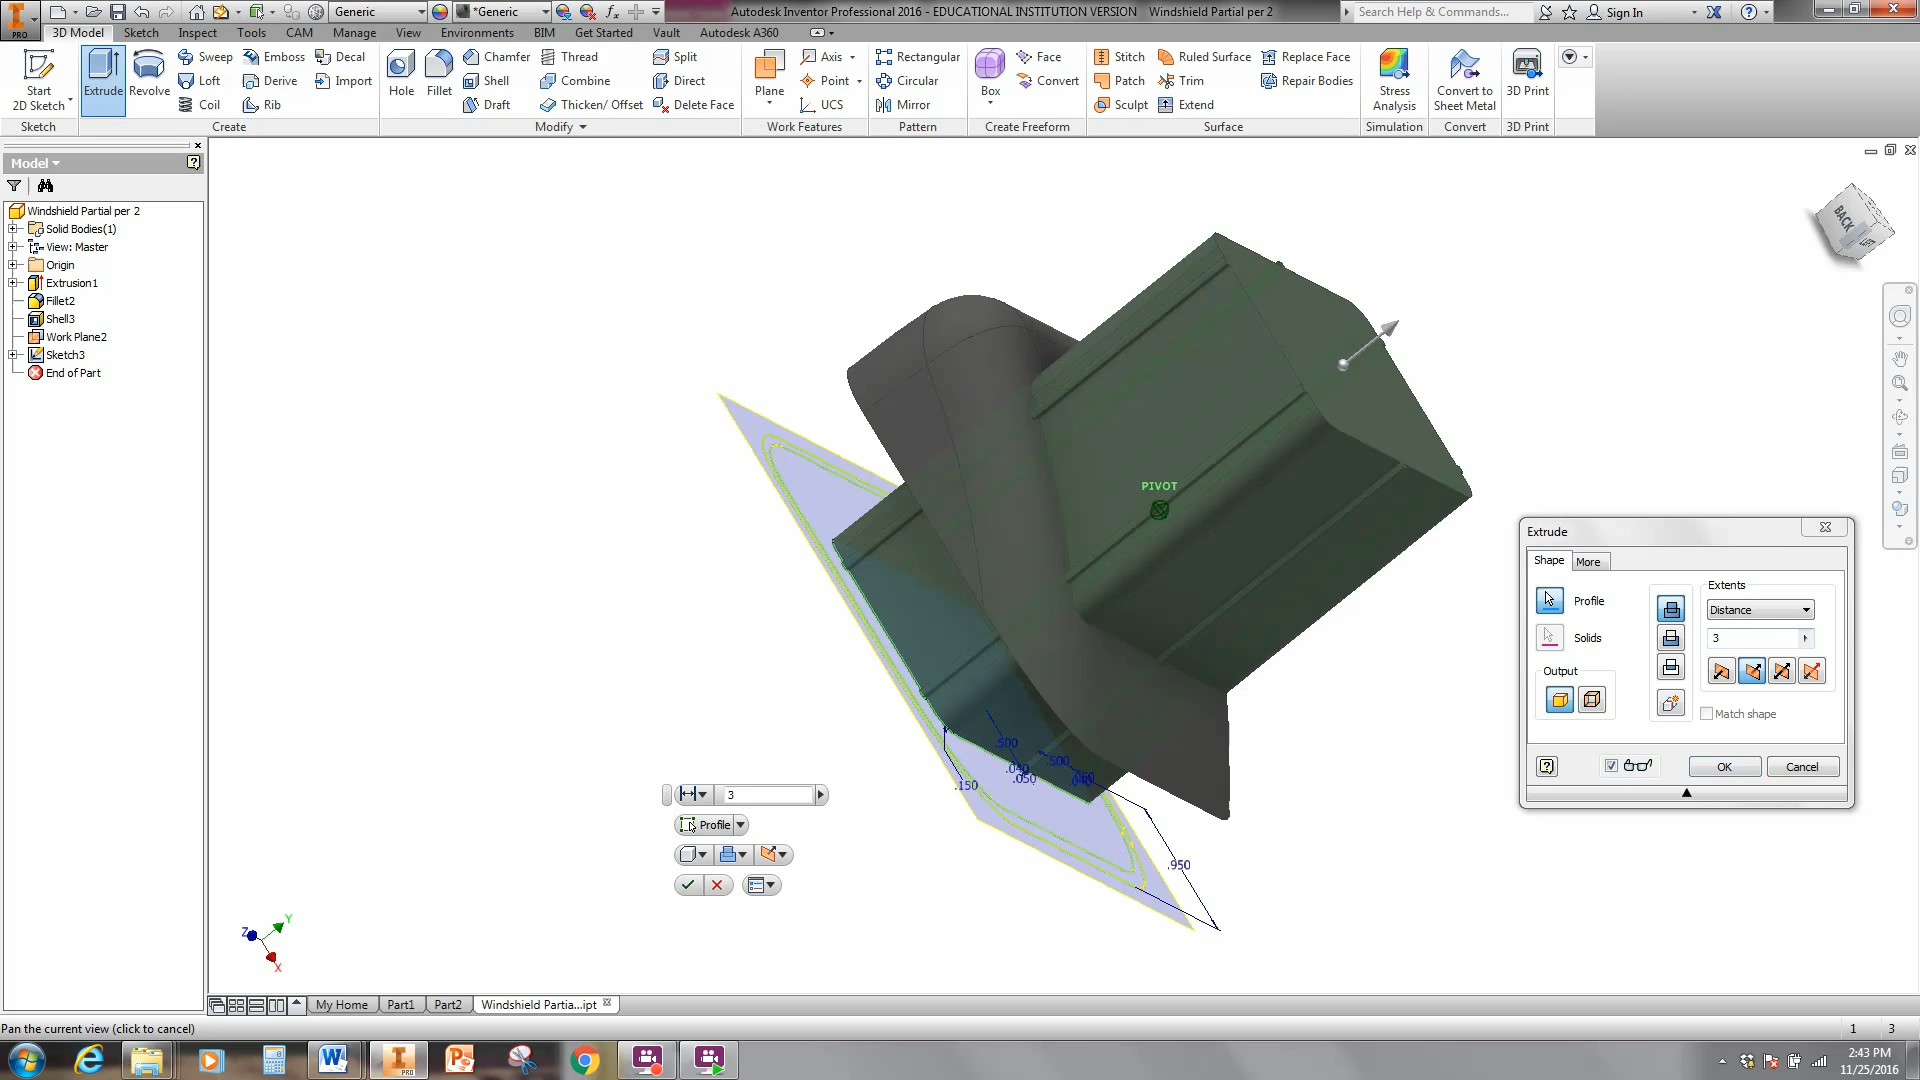 Generic
*Generic
Autodesk Inventor Professional 2016 - EDUCATIONAL INSTITUTION VERSION Windshield Partial per 2
Search Help & Commands...
Sign In
PRO
3D Model Sketch Inspect Tools CAM Manage View Environments BIM Get Started Vault Autodesk A360
Start
2D Sketch
Extrude
Revolve
Sweep
Loft
Coil
Emboss
Derive
Rib
Decal
Import
Hole
Fillet
Chamfer
Shell
Draft
Thread
Combine
Thicken/ Offset
Split
Direct
Delete Face
Plane
Axis
Point
UCS
Rectangular
Circular
Mirror
Box
Face
Convert
Stitch
Patch
Sculpt
Ruled Surface
Trim
Extend
Replace Face
Repair Bodies
Stress
Analysis
Convert to
Sheet Metal
3D Print
Sketch Create Modify Work Features Pattern Create Freeform Surface Simulation Convert 3D Print
Model
Windshield Partial per 2
Solid Bodies(1)
View: Master
Origin
Extrusion1
Fillet2
Shell3
Work Plane2
Sketch3
End of Part
BACK
PIVOT
.500
.500
.040
.050
.150
.950
3
Profile
Z
Y
X
Extrude
Shape More
Profile
Solids
Output
Extents
Distance
3
Match shape
OK Cancel
My Home Part1 Part2 Windshield Partia...ipt
Pan the current view (click to cancel)
1 3
PRO
2:43 PM
11/25/2016